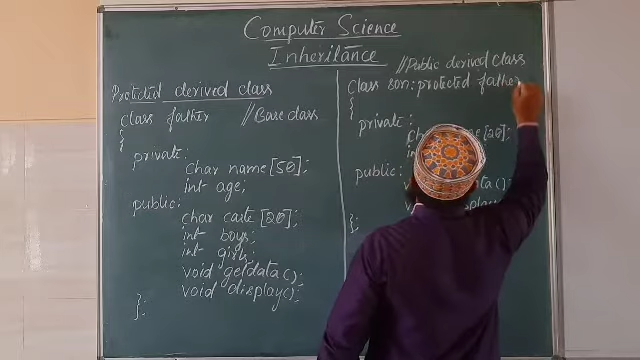 Computer Science
Inheritance
Protected derived class
class father //Base class
{
private:
char name[50];
int age;
public:
char caste[20];
int boys;
int girls;
void getdata();
void display();
};
//Public derived class
Class son:protected father
{
private:
[20];
public:
};